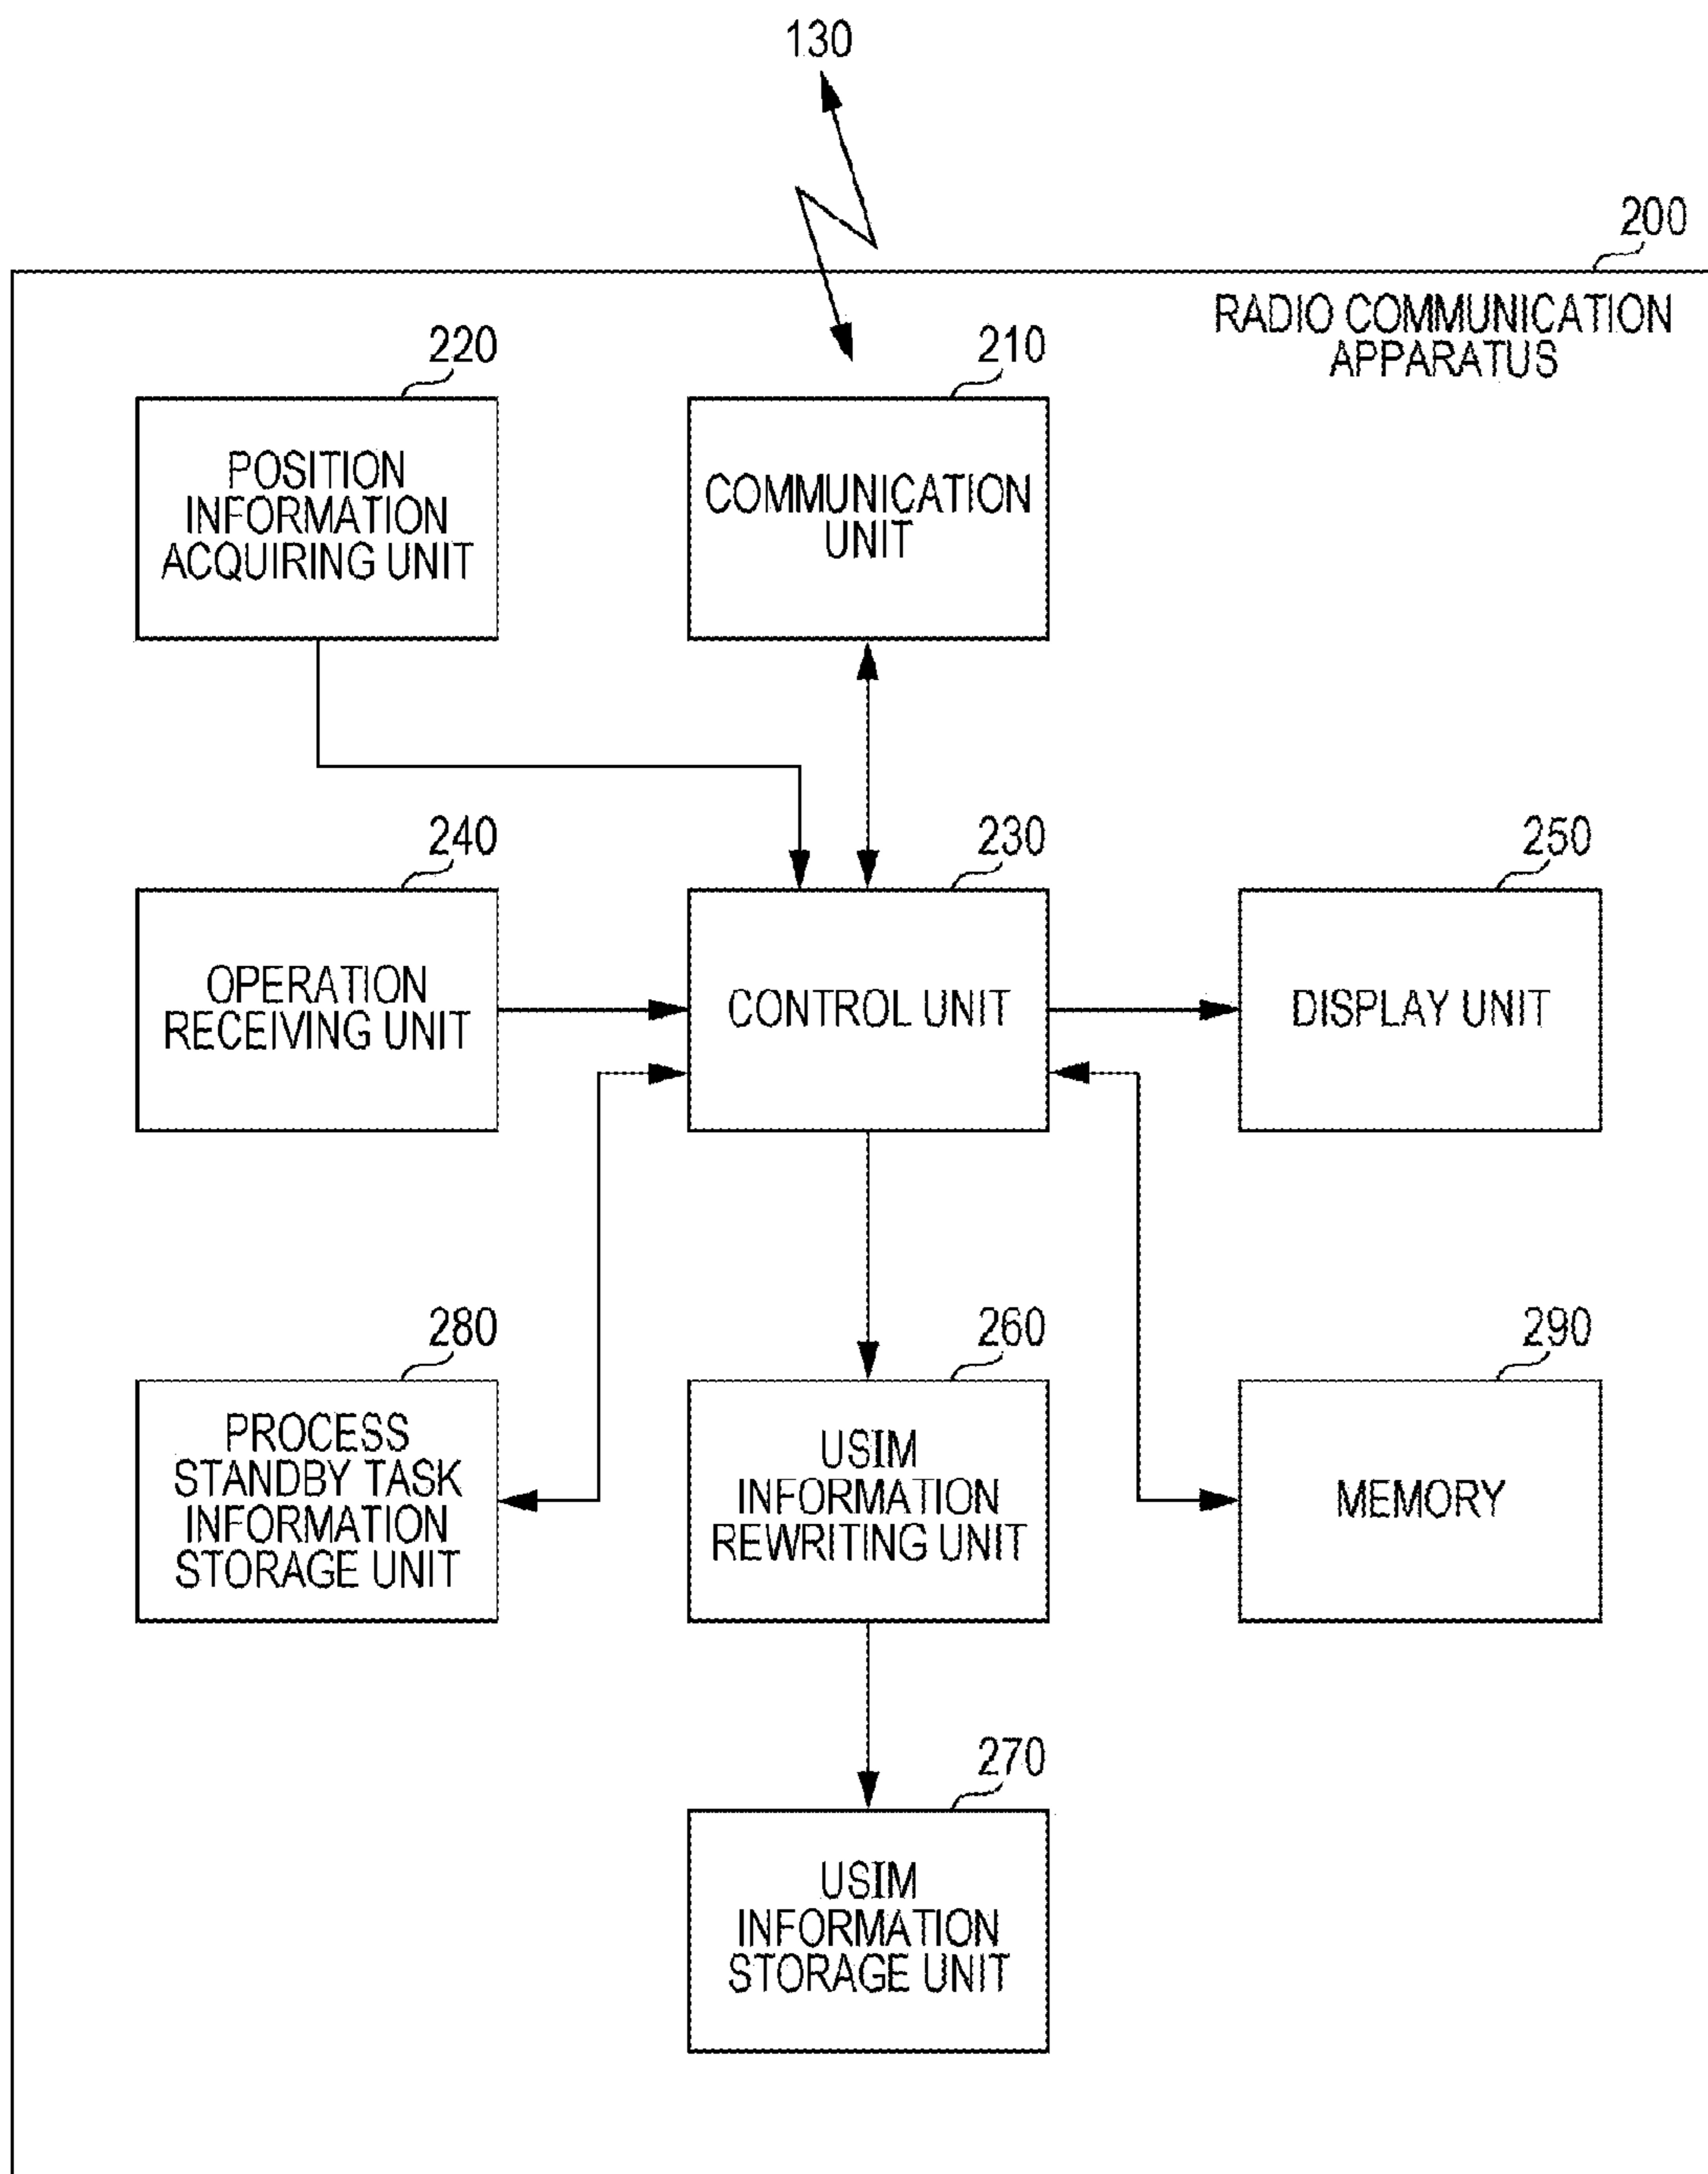 130
200
RADIO COMMUNICATION
APPARATUS
220
POSITION
INFORMATION
ACQUIRING UNIT
210
COMMUNICATION
UNIT
240
OPERATION
RECEIVING UNIT
230
CONTROL UNIT
250
DISPLAY UNIT
280
PROCESS
STANDBY TASK
INFORMATION
STORAGE UNIT
260
USIM
INFORMATION
REWRITING UNIT
290
MEMORY
270
USIM
INFORMATION
STORAGE UNIT